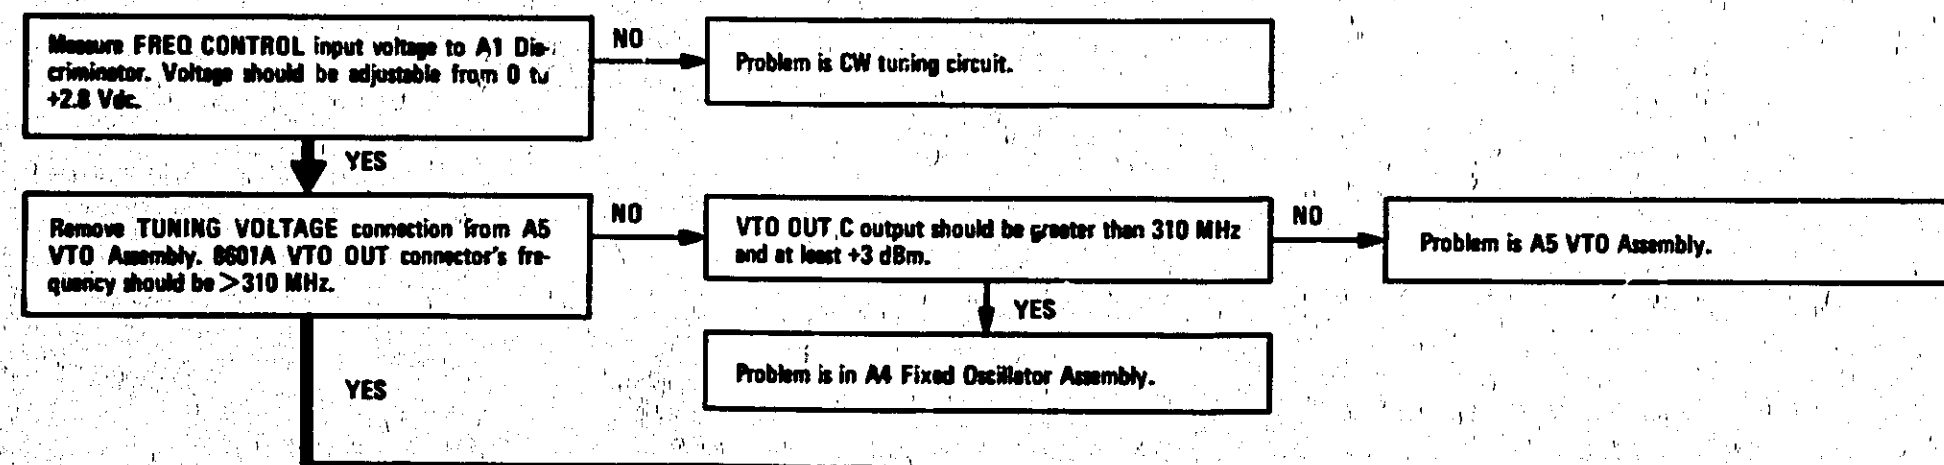 Measure FREQ CONTROL input voltage to A1 Dis-
criminator. Voltage should be adjustable from 0 to
+2.8 Vdc.
NO
Problem is CW tuning circuit.
YES
Remove TUNING VOLTAGE connection from A5
VTO Assembly. 8601A VTO OUT connector's fre-
quency should be >310 MHz.
NO
VTO OUT, C output should be greater than 310 MHz
and at least +3 dBm.
NO
Problem is A5 VTO Assembly.
YES
Problem is in A4 Fixed Oscillator Assembly.
YES